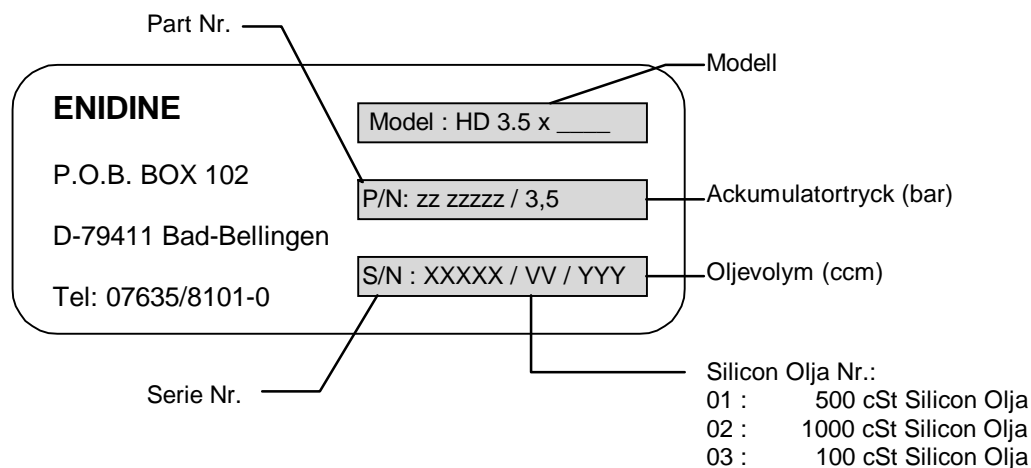 Part Nr.
Modell
ENIDINE
Model : HD 3.5 x ____
P.O.B. BOX 102
P/N: zz zzzzz / 3,5
Ackumulatortryck (bar)
D-79411 Bad-Bellingen
S/N : XXXXX / VV / YYY
Oljevolym (ccm)
Tel: 07635/8101-0
Serie Nr.
Silicon Olja Nr.:
01 : 500 cSt Silicon Olja
02 : 1000 cSt Silicon Olja
03 : 100 cSt Silicon Olja